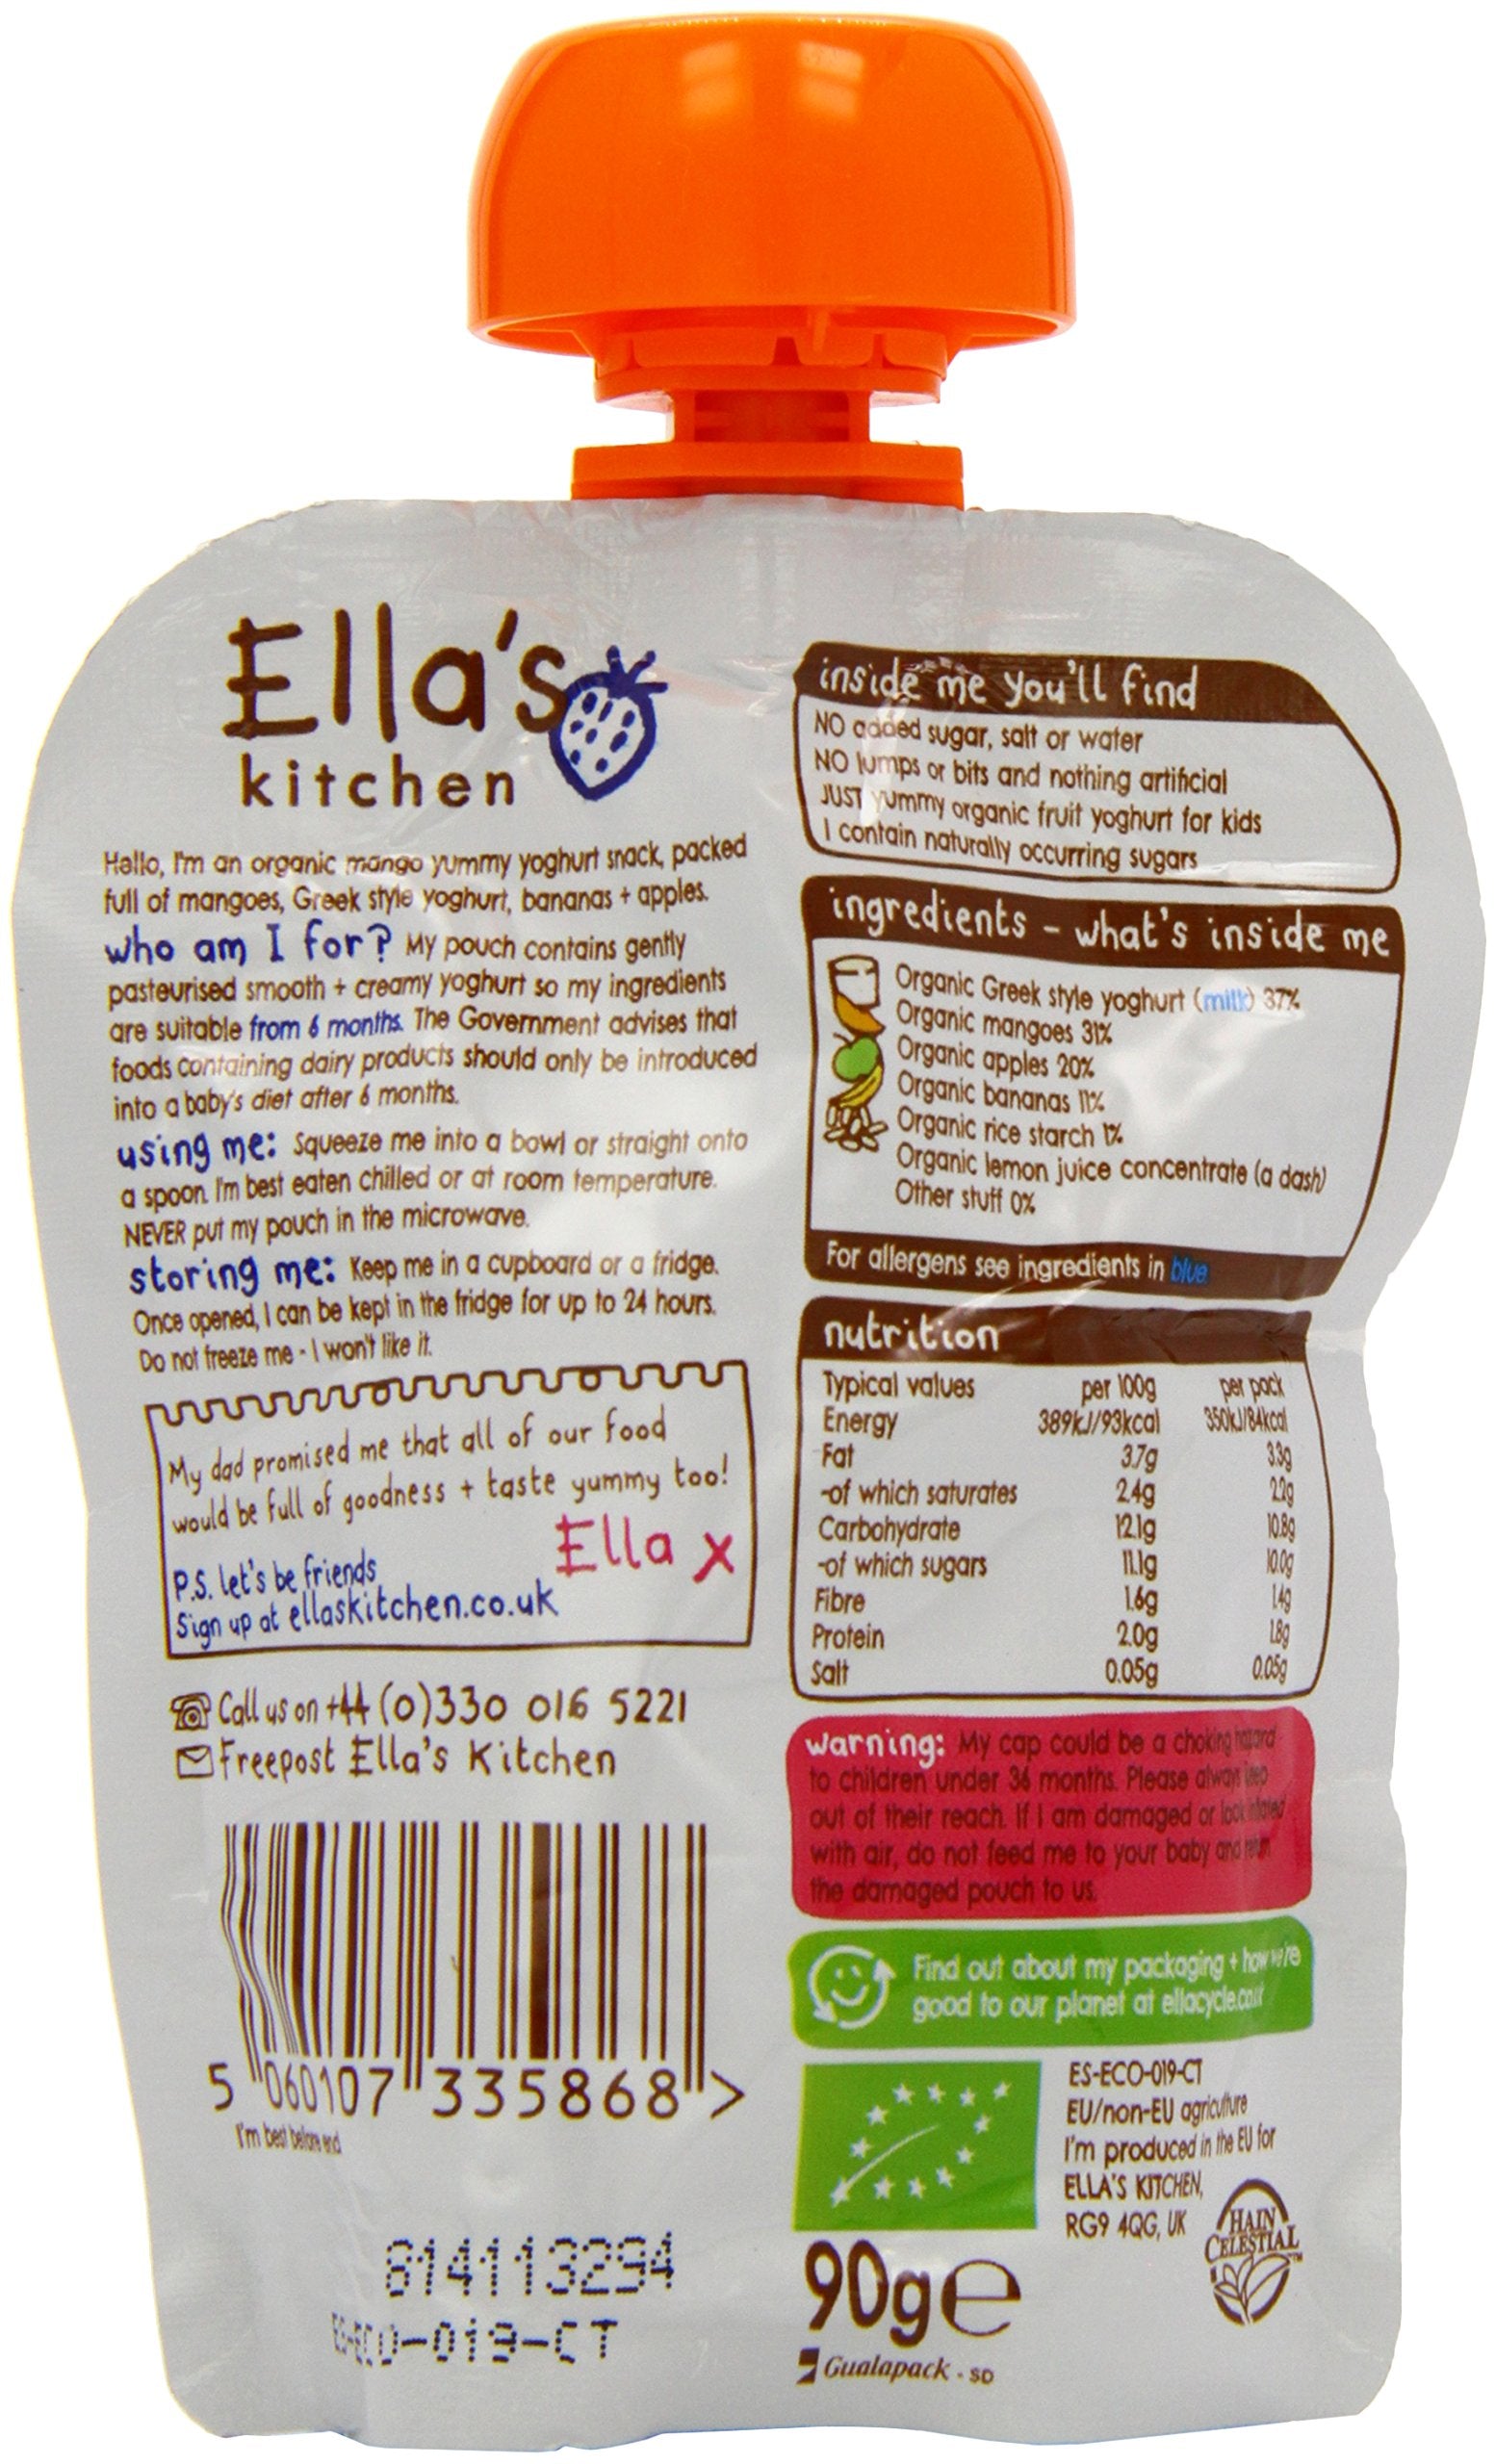 Ella's
kitchen
Hello, I'm an organic mango yummy yoghurt snack, packed
full of mangoes, Greek style yoghurt, bananas + apples.
who am I for? My pouch contains gently
pasteurised smooth + creamy yoghurt so my ingredients
are suitable from 6 months. The Government advises that
foods containing dairy products should only be introduced
into a baby's diet after 6 months.
using me: Squeeze me into a bowl or straight onto
a spoon. I'm best eaten chilled or at room temperature.
NEVER put my pouch in the microwave.
storing me: Keep me in a cupboard or a fridge.
Once opened, I can be kept in the fridge for up to 24 hours.
Do not freeze me - I won't like it.
My dad promised me that all of our food
would be full of goodness + taste yummy too!
Ella x
P.S. let's be friends
Sign up at ellaskitchen.co.uk
Call us on +44 (0)330 016 5221
Freepost Ella's Kitchen
5 060107 335868 >
I'm best before end
614113294
ES-ECO-019-CT
inside me you'll find
NO added sugar, salt or water
NO lumps or bits and nothing artificial
JUST yummy organic fruit yoghurt for kids
I contain naturally occurring sugars
ingredients - what's inside me
Organic Greek style yoghurt (milk) 37%
Organic mangoes 31%
Organic apples 20%
Organic bananas 11%
Organic rice starch 1%
Organic lemon juice concentrate (a dash)
Other stuff 0%
For allergens see ingredients in blue.
nutrition
Typical values per 100g per pack
Energy 389kJ/93kcal 350kJ/84kcal
Fat 3.7g 3.3g
-of which saturates 2.4g 2.2g
Carbohydrate 12.1g 10.8g
-of which sugars 11.1g 10.0g
Fibre 1.6g 1.4g
Protein 2.0g 1.8g
Salt 0.05g 0.05g
warning: My cap could be a choking hazard
to children under 36 months. Please always keep
out of their reach. If I am damaged or look inflated
with air, do not feed me to your baby and return
the damaged pouch to us.
Find out about my packaging + how we're
good to our planet at ellacycle.co.uk
ES-ECO-019-CT
EU/non-EU agriculture
I'm produced in the EU for
ELLA'S KITCHEN,
RG9 4QG, UK
HAIN
CELESTIAL
™
90g e
Gualapack - SD